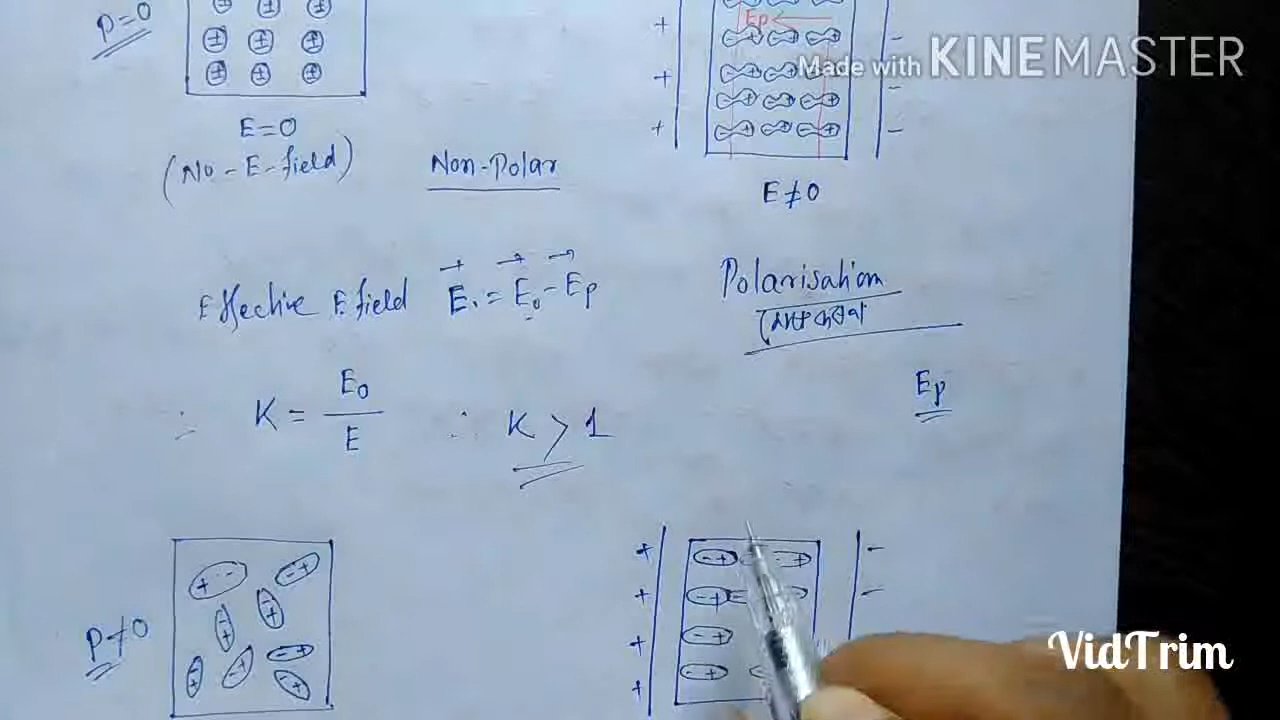 P=0
Ep
Made with KINEMASTER
E=0
(No-E-field)
Non-Polar
E≠0
Effective E field E₁ = E₀ - Eₚ
Polarisation
Ep
∴ K = E₀/E ∴ K > 1
P≠0
VidTrim